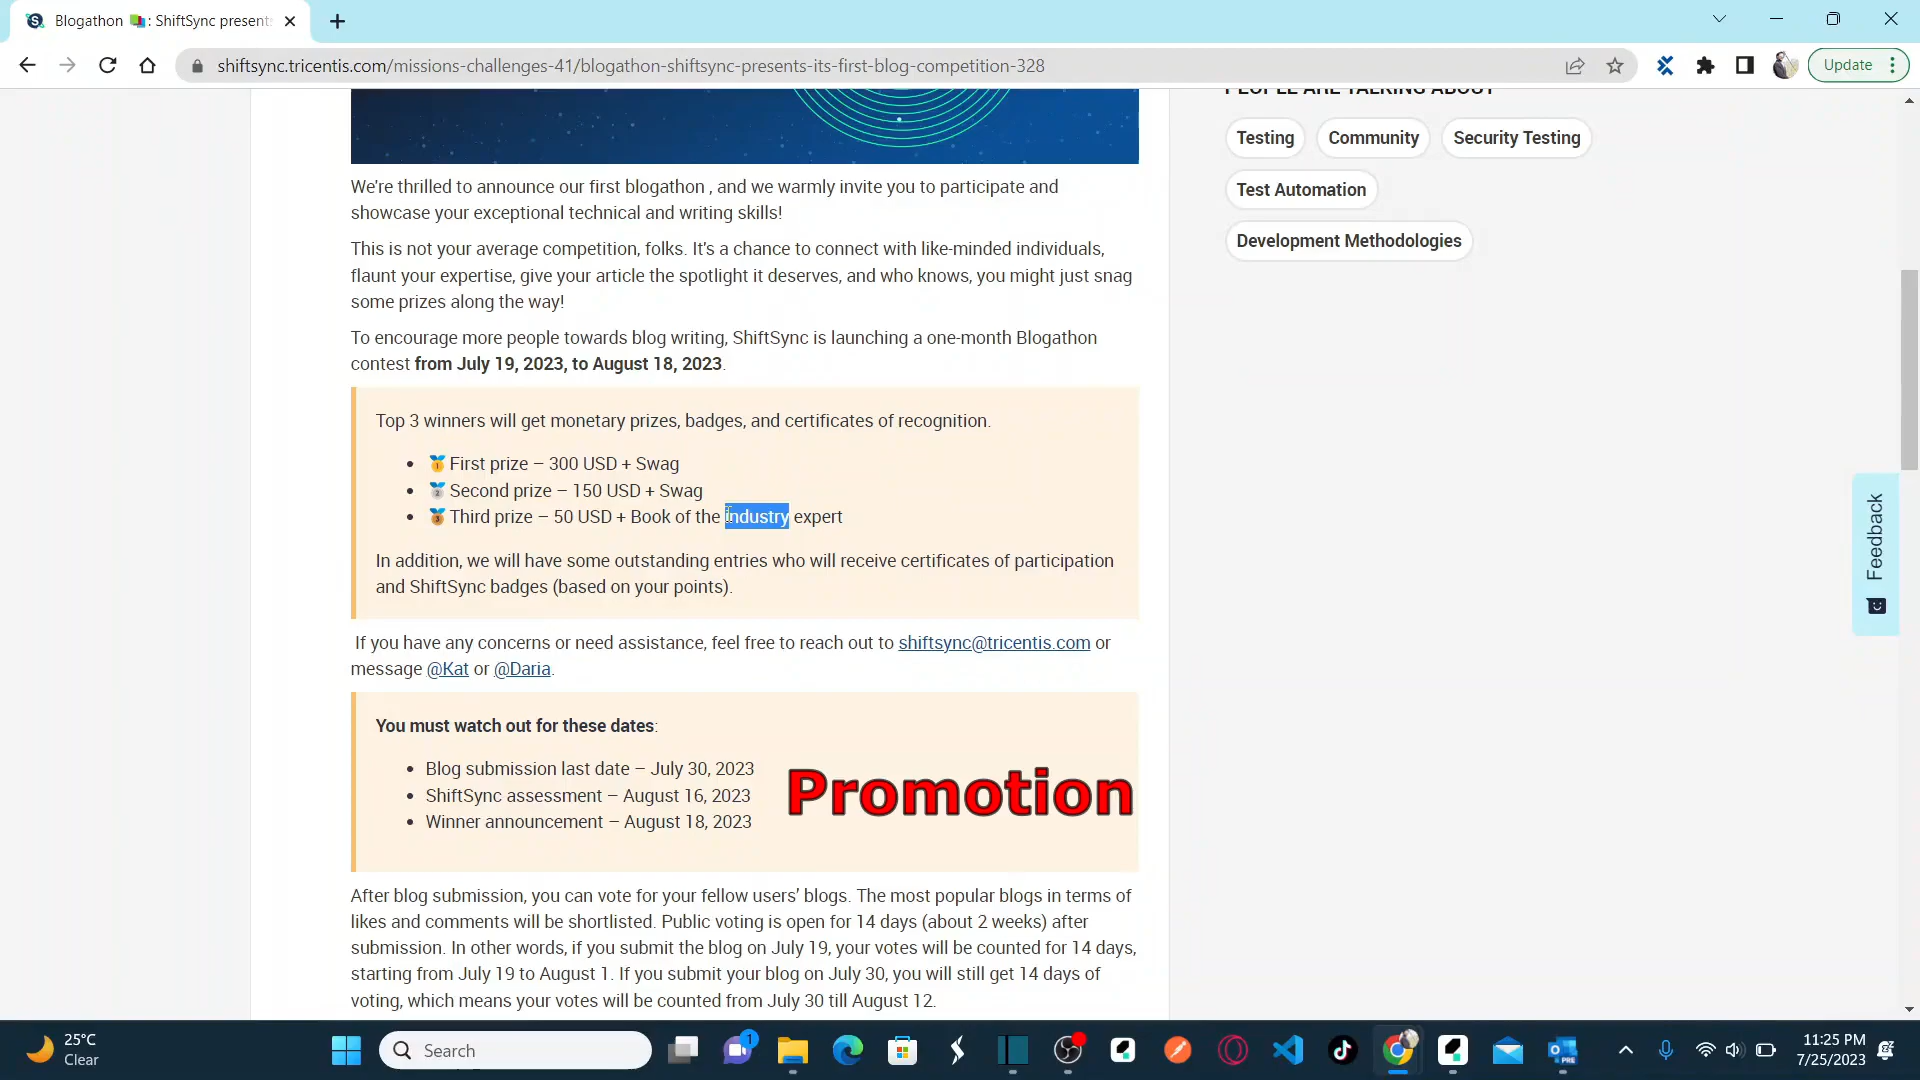 Blogathon : ShiftSync present
shiftsync.tricentis.com/missions-challenges-41/blogathon-shiftsync-presents-its-first-blog-competition-328
Update
PEOPLE ARE TALKING ABOUT
Testing
Community
Security Testing
Test Automation
Development Methodologies
We're thrilled to announce our first blogathon , and we warmly invite you to participate and
showcase your exceptional technical and writing skills!
This is not your average competition, folks. It's a chance to connect with like-minded individuals,
flaunt your expertise, give your article the spotlight it deserves, and who knows, you might just snag
some prizes along the way!
To encourage more people towards blog writing, ShiftSync is launching a one-month Blogathon
contest from July 19, 2023, to August 18, 2023.
Top 3 winners will get monetary prizes, badges, and certificates of recognition.
• 🥇First prize – 300 USD + Swag
• 🥈Second prize – 150 USD + Swag
• 🥉Third prize – 50 USD + Book of the industry expert
In addition, we will have some outstanding entries who will receive certificates of participation
and ShiftSync badges (based on your points).
If you have any concerns or need assistance, feel free to reach out to shiftsync@tricentis.com or
message @Kat or @Daria.
You must watch out for these dates:
• Blog submission last date – July 30, 2023
• ShiftSync assessment – August 16, 2023
• Winner announcement – August 18, 2023
Promotion
After blog submission, you can vote for your fellow users’ blogs. The most popular blogs in terms of
likes and comments will be shortlisted. Public voting is open for 14 days (about 2 weeks) after
submission. In other words, if you submit the blog on July 19, your votes will be counted for 14 days,
starting from July 19 to August 1. If you submit your blog on July 30, you will still get 14 days of
voting, which means your votes will be counted from July 30 till August 12.
Feedback
25°C
Clear
Search
1
PRE
11:25 PM
7/25/2023